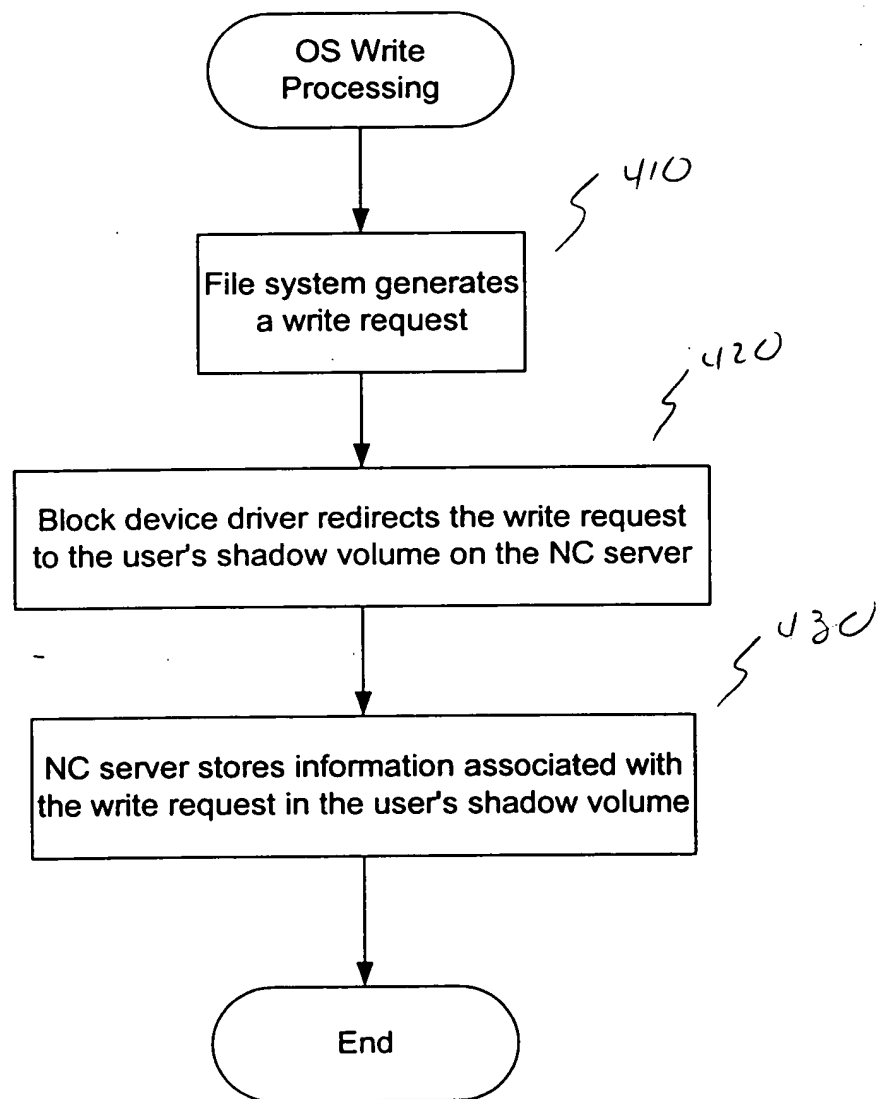 OS Write
Processing
410
File system generates
a write request
420
Block device driver redirects the write request
to the user's shadow volume on the NC server
430
NC server stores information associated with
the write request in the user's shadow volume
End